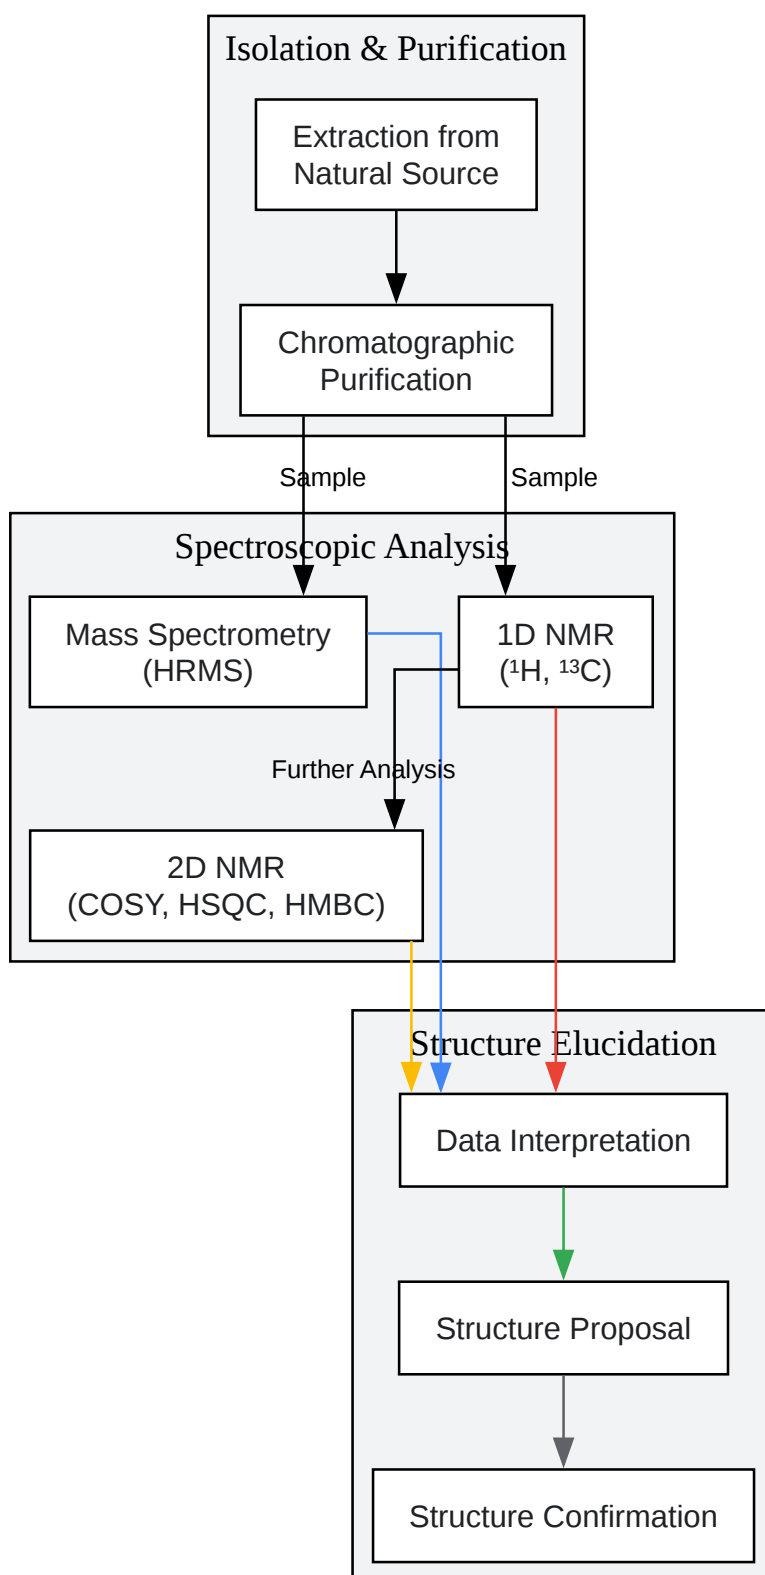 Isolation & Purification
Extraction from
Natural Source
Chromatographic
Purification
Sample
Sample
Spectroscopic Analysis
Mass Spectrometry
(HRMS)
1D NMR
(¹H, ¹³C)
Further Analysis
2D NMR
(COSY, HSQC, HMBC)
Structure Elucidation
Data Interpretation
Structure Proposal
Structure Confirmation